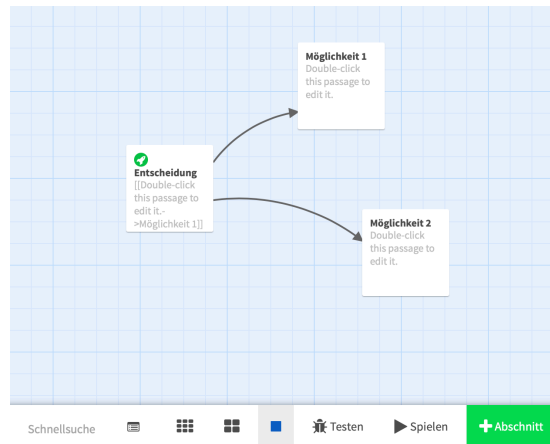 Möglichkeit 1
Double-click
this passage to
edit it.
Entscheidung
[[Double-click
this passage to
edit it.-
>Möglichkeit 1]]
Möglichkeit 2
Double-click
this passage to
edit it.
Schnellsuche
Testen
Spielen
Abschnitt